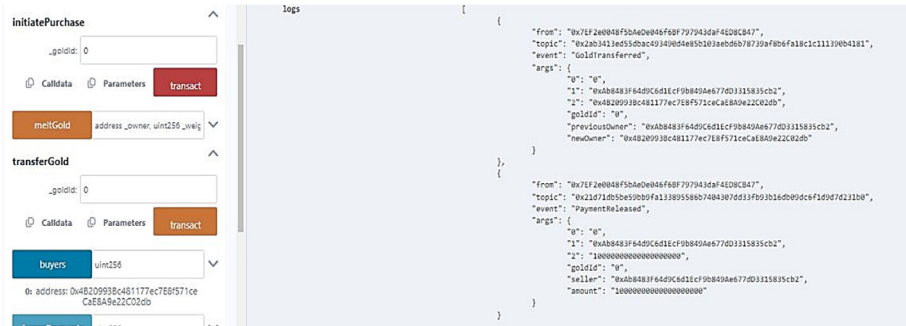 initiatePurchase
_goldId: 0
Calldata Parameters transact
meltGold address _owner, uint256 _weig
transferGold
_goldId: 0
Calldata Parameters transact
buyers uint256
0: address: 0x4B20993Bc481177ec7E8f571ce
CaE8A9e22C02db
logs [
{
"from": "0x7EF2e0048f5bAeDe046f6BF797943daF4ED8CB47",
"topic": "0x2ab3413ed55dbac493490d4e85b103aebd6b78739af8b6fa18c1c111390b4181",
"event": "GoldTransferred",
"args": {
"0": "0",
"1": "0xAb8483F64d9C6d1EcF9b849Ae677dD3315835cb2",
"2": "0x4B20993Bc481177ec7E8f571ceCaE8A9e22C02db",
"goldId": "0",
"previousOwner": "0xAb8483F64d9C6d1EcF9b849Ae677dD3315835cb2",
"newOwner": "0x4B20993Bc481177ec7E8f571ceCaE8A9e22C02db"
}
},
{
"from": "0x7EF2e0048f5bAeDe046f6BF797943daF4ED8CB47",
"topic": "0x21d71db5be59bb9fa133895586b7404307dd33fb93b16db09dc6f1d9d7d231b0",
"event": "PaymentReleased",
"args": {
"0": "0",
"1": "0xAb8483F64d9C6d1EcF9b849Ae677dD3315835cb2",
"2": "1000000000000000000",
"goldId": "0",
"seller": "0xAb8483F64d9C6d1EcF9b849Ae677dD3315835cb2",
"amount": "1000000000000000000"
}
}